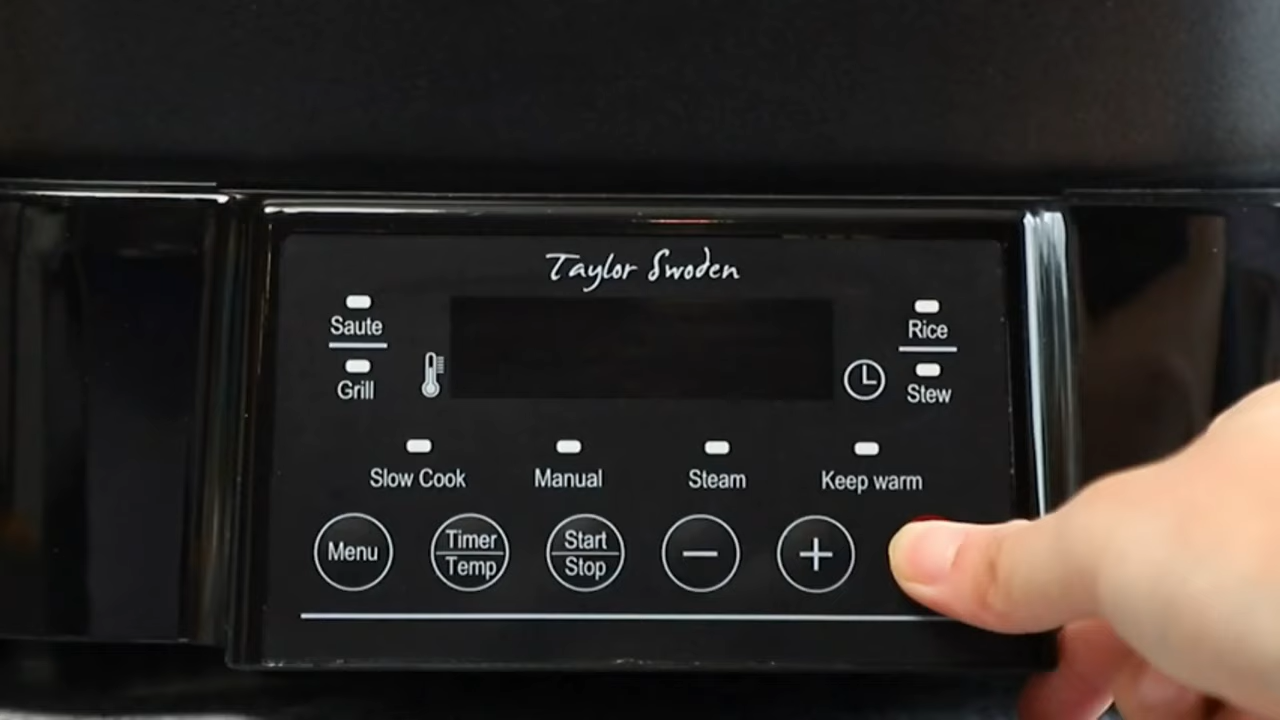 Taylor Swoden
Saute
Grill
Rice
Stew
Slow Cook
Manual
Steam
Keep warm
Menu
Timer
Temp
Start
Stop
−
+